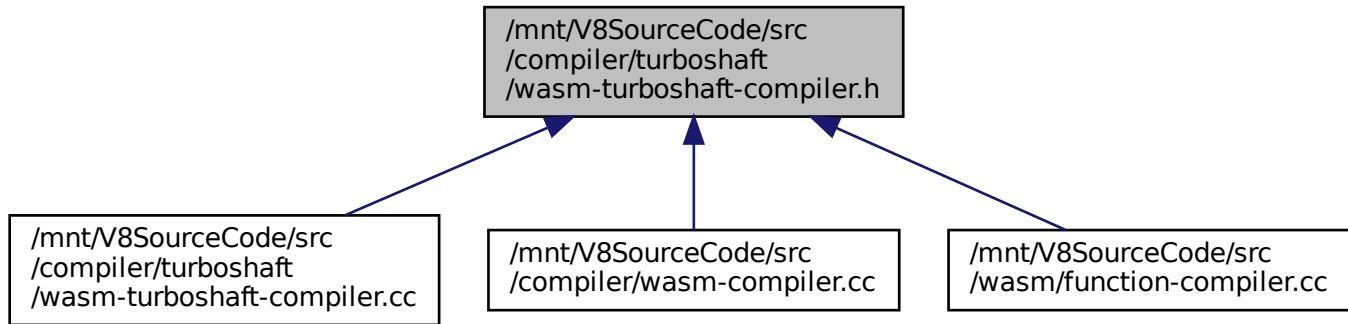 /mnt/V8SourceCode/src
/compiler/turboshaft
/wasm-turboshaft-compiler.h
/mnt/V8SourceCode/src
/compiler/turboshaft
/wasm-turboshaft-compiler.cc
/mnt/V8SourceCode/src
/compiler/wasm-compiler.cc
/mnt/V8SourceCode/src
/wasm/function-compiler.cc